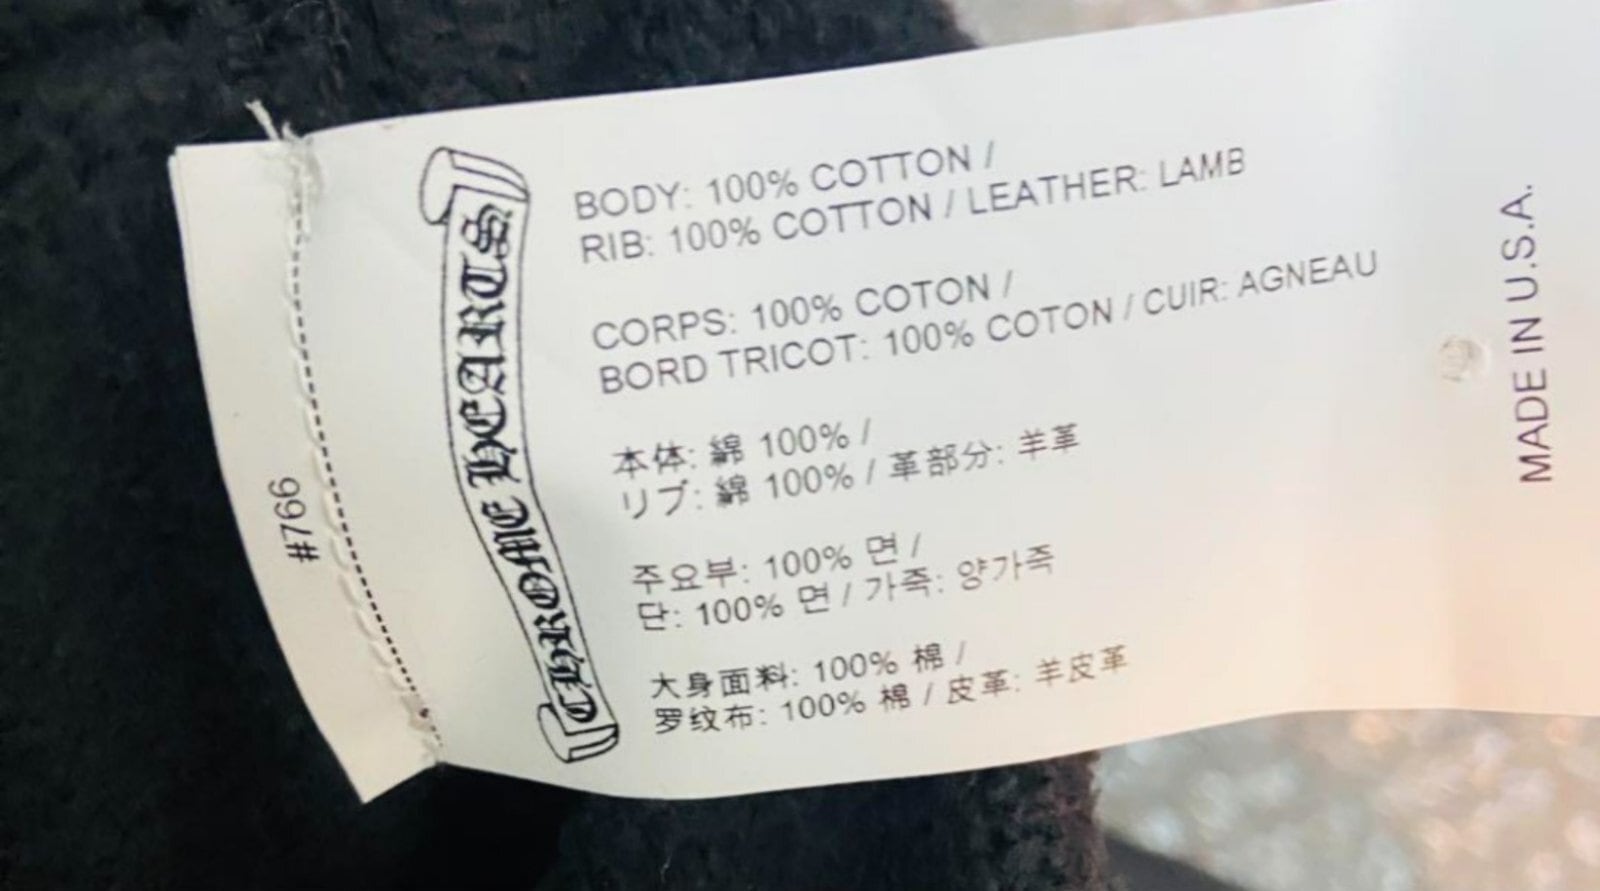 CHROME HEARTS
BODY: 100% COTTON /
RIB: 100% COTTON / LEATHER: LAMB
CORPS: 100% COTON /
BORD TRICOT: 100% COTON / CUIR: AGNEAU
本体: 綿 100% /
リブ: 綿 100% / 革部分: 羊革
주요부: 100% 면 /
단: 100% 면 / 가죽: 양가죽
大身面料: 100% 棉 /
罗纹布: 100% 棉 / 皮革: 羊皮革
#766
MADE IN U.S.A.